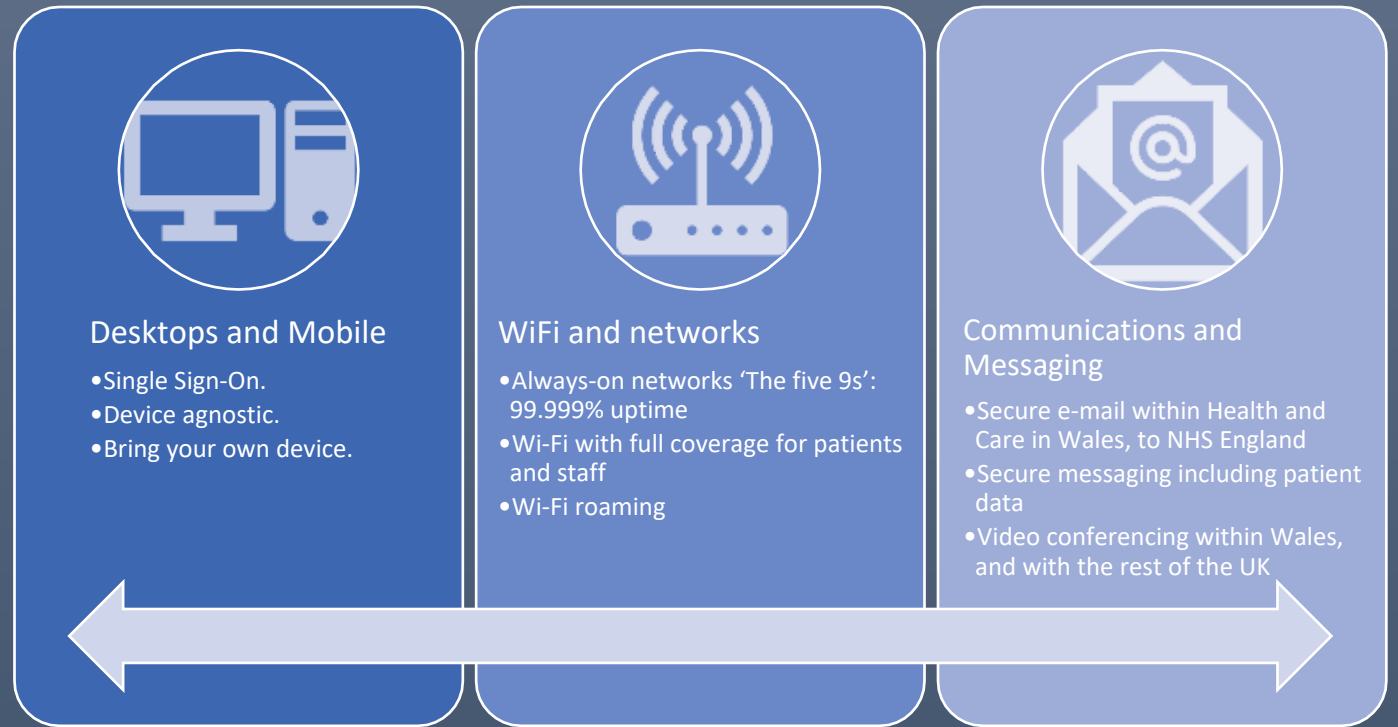 Desktops and Mobile
•Single Sign-On.
•Device agnostic.
•Bring your own device.
WiFi and networks
•Always-on networks ‘The five 9s’:
99.999% uptime
•Wi-Fi with full coverage for patients
and staff
•Wi-Fi roaming
@
Communications and
Messaging
•Secure e-mail within Health and
Care in Wales, to NHS England
•Secure messaging including patient
data
•Video conferencing within Wales,
and with the rest of the UK